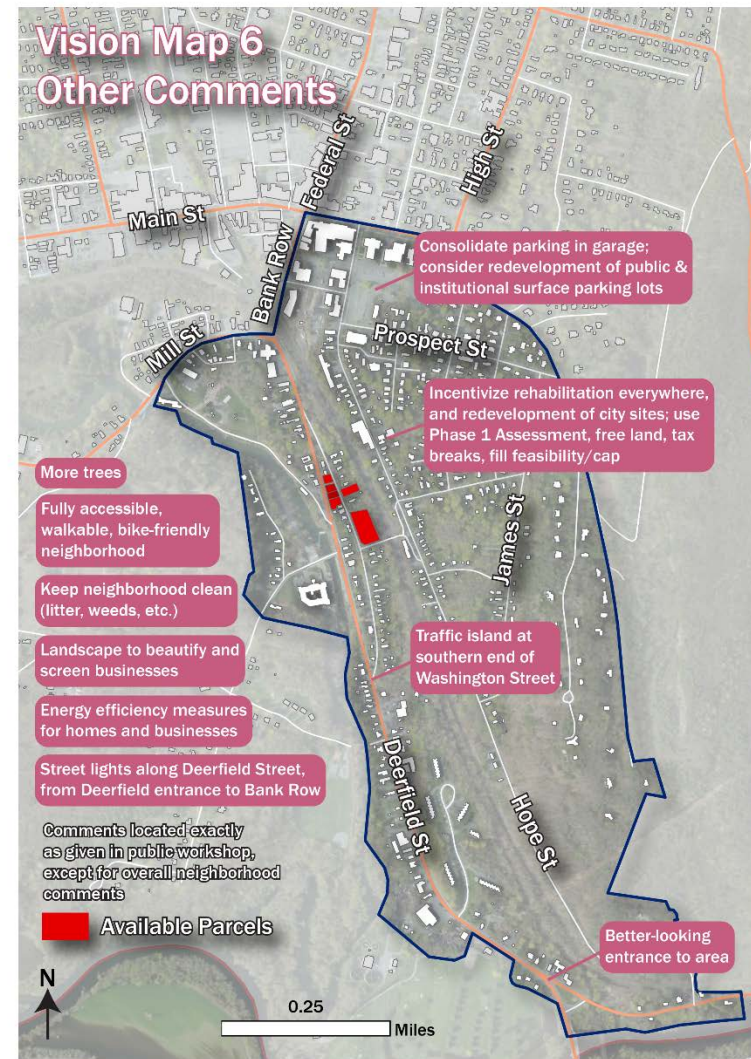 Vision Map 6
Other Comments
Federal St
High St
Main St
Bank Row
Consolidate parking in garage;
consider redevelopment of public &
institutional surface parking lots
Mill St
Prospect St
Incentivize rehabilitation everywhere,
and redevelopment of city sites; use
Phase 1 Assessment, free land, tax
breaks, fill feasibility/cap
More trees
Fully accessible,
walkable, bike-friendly
neighborhood
James St
Keep neighborhood clean
(litter, weeds, etc.)
Traffic island at
southern end of
Washington Street
Landscape to beautify and
screen businesses
Energy efficiency measures
for homes and businesses
Street lights along Deerfield Street,
from Deerfield entrance to Bank Row
Deerfield St
Hope St
Comments located exactly
as given in public workshop,
except for overall neighborhood
comments
Available Parcels
Better-looking
entrance to area
N
0.25
Miles